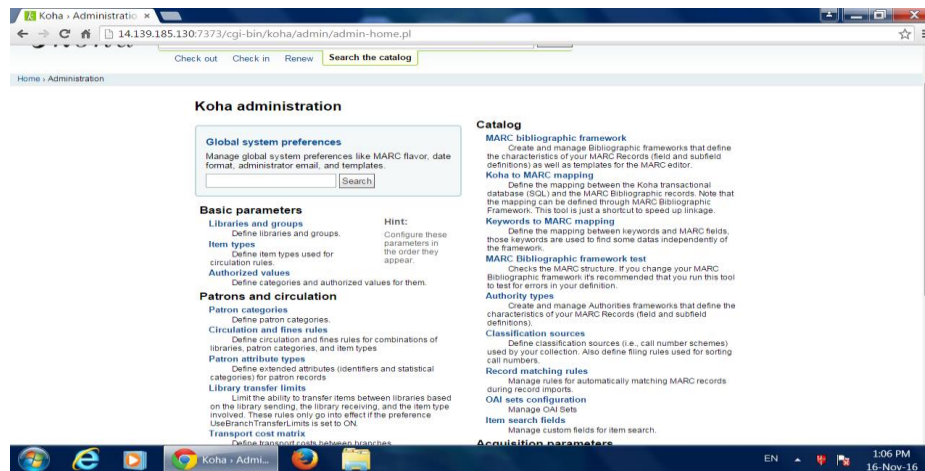 Koha › Administratio
14.139.185.130:7373/cgi-bin/koha/admin/admin-home.pl
Check out Check in Renew Search the catalog
Home › Administration
Koha administration
Global system preferences
Manage global system preferences like MARC flavor, date
format, administrator email, and templates.
Search
Basic parameters
Libraries and groups
Define libraries and groups.
Item types
Define item types used for
circulation rules.
Authorized values
Define categories and authorized values for them.
Hint:
Configure these
parameters in
the order they
appear.
Patrons and circulation
Patron categories
Define patron categories.
Circulation and fines rules
Define circulation and fines rules for combinations of
libraries, patron categories, and item types
Patron attribute types
Define extended attributes (identifiers and statistical
categories) for patron records
Library transfer limits
Limit the ability to transfer items between libraries based
on the library sending, the library receiving, and the item type
involved. These rules only go into effect if the preference
UseBranchTransferLimits is set to ON.
Transport cost matrix
Define transport costs between branches
Catalog
MARC bibliographic framework
Create and manage Bibliographic frameworks that define
the characteristics of your MARC Records (field and subfield
definitions) as well as templates for the MARC editor.
Koha to MARC mapping
Define the mapping between the Koha transactional
database (SQL) and the MARC Bibliographic records. Note that
the mapping can be defined through MARC Bibliographic
Framework. This tool is just a shortcut to speed up linkage.
Keywords to MARC mapping
Define the mapping between keywords and MARC fields,
those keywords are used to find some datas independently of
the framework.
MARC Bibliographic framework test
Checks the MARC structure. If you change your MARC
Bibliographic framework it's recommended that you run this tool
to test for errors in your definition.
Authority types
Create and manage Authorities frameworks that define the
characteristics of your MARC Records (field and subfield
definitions).
Classification sources
Define classification sources (i.e., call number schemes)
used by your collection. Also define filing rules used for sorting
call numbers.
Record matching rules
Manage rules for automatically matching MARC records
during record imports.
OAI sets configuration
Manage OAI Sets
Item search fields
Manage custom fields for item search.
Acquisition parameters
Koha › Admi...
EN
1:06 PM
16-Nov-16